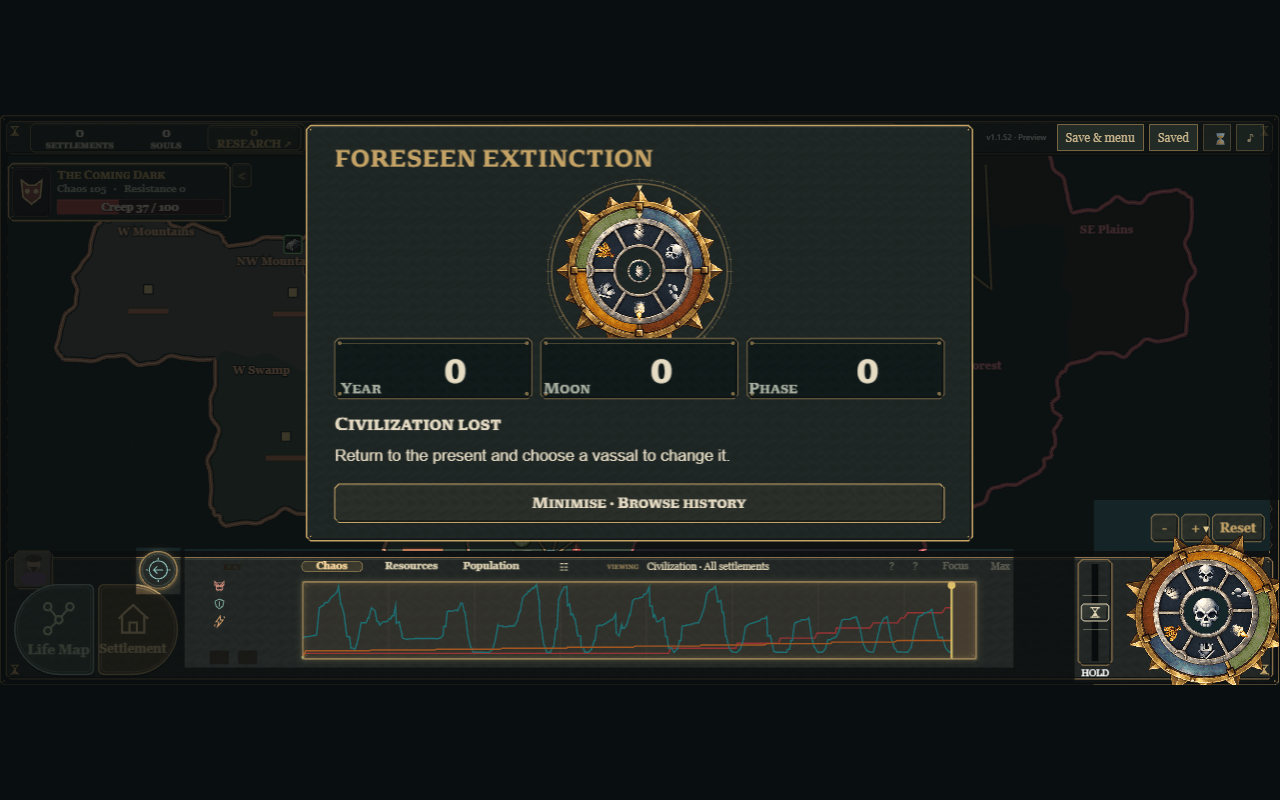 0 0 0
SETTLEMENTS SOULS RESEARCH ↗
THE COMING DARK
Chaos 105 · Resistance 0
Creep 37 / 100
<
W Mountains
NW Mounta
W Swamp
FORESEEN EXTINCTION
YEAR 0
MOON 0
PHASE 0
CIVILIZATION LOST
Return to the present and choose a vassal to change it.
MINIMISE · BROWSE HISTORY
v1.1.52 · Preview
Save & menu
Saved
SE Plains
orest
- + Reset
Life Map
Settlement
Chaos Resources Population
VIEWING Civilization · All settlements
? ? Focus Max
HOLD